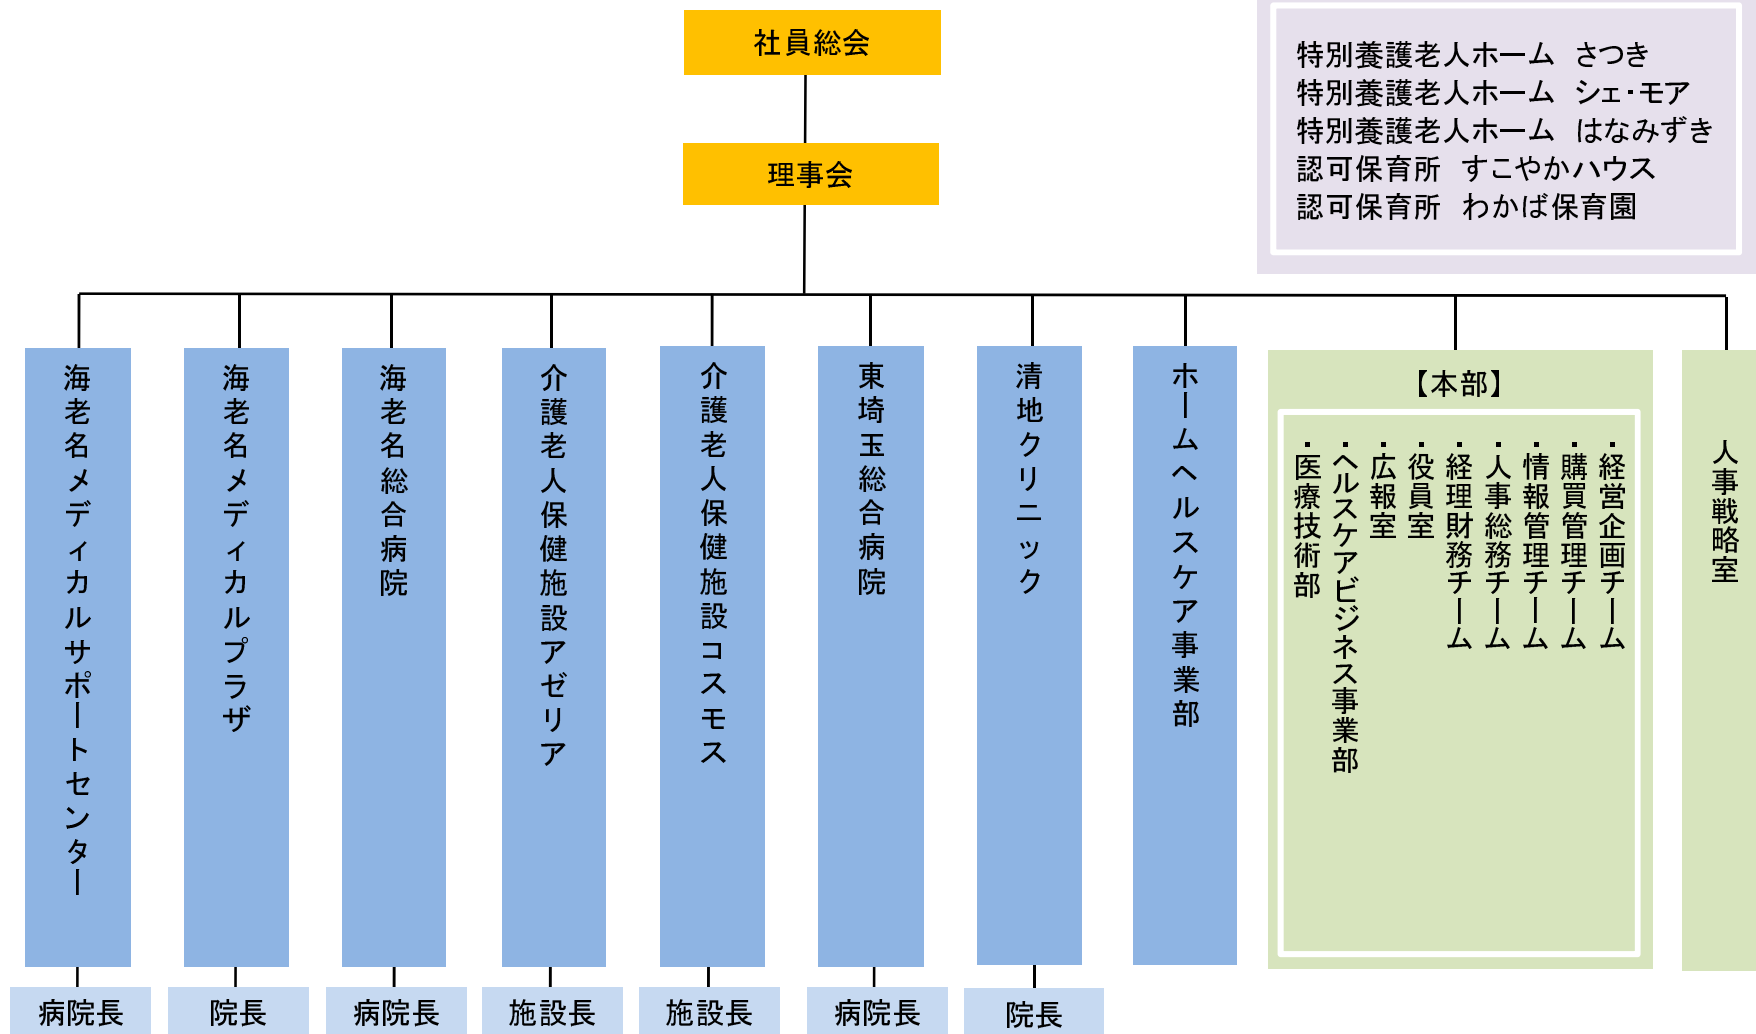 社員総会
理事会
特別養護老人ホーム さつき
特別養護老人ホーム シェ・モア
特別養護老人ホーム はなみずき
認可保育所 すこやかハウス
認可保育所 わかば保育園
海老名メディカルサポートセンター
海老名メディカルプラザ
海老名総合病院
介護老人保健施設アゼリア
介護老人保健施設コスモス
東埼玉総合病院
清地クリニック
ホームヘルスケア事業部
【本部】
・経営企画チーム
・購買管理チーム
・情報管理チーム
・人事総務チーム
・経理財務チーム
・役員室
・広報室
・ヘルスケアビジネス事業部
・医療技術部
人事戦略室
病院長
院長
病院長
施設長
施設長
病院長
院長